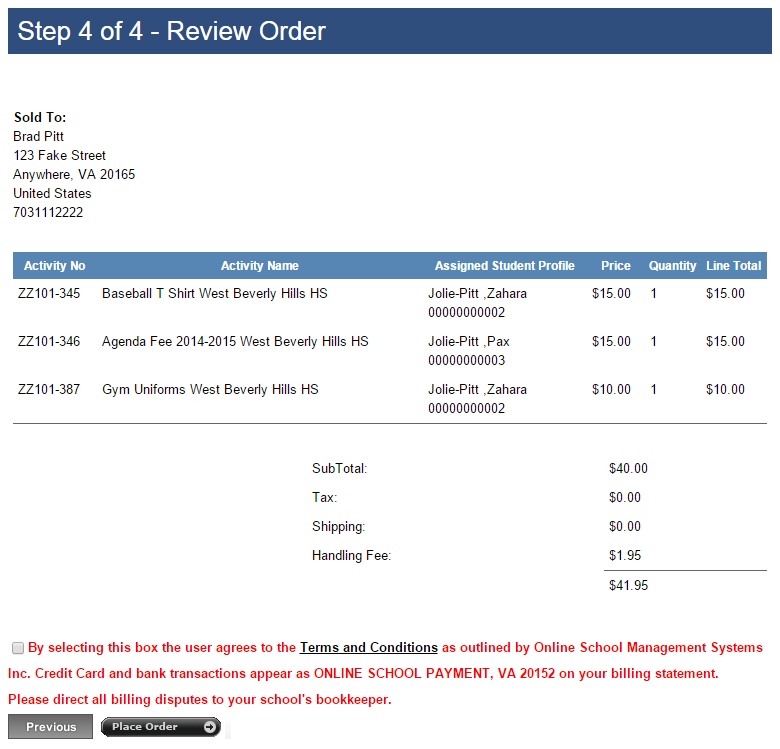 Step 4 of 4 - Review Order
Sold To:
Brad Pitt
123 Fake Street
Anywhere, VA 20165
United States
7031112222
Activity No Activity Name Assigned Student Profile Price Quantity Line Total
ZZ101-345 Baseball T Shirt West Beverly Hills HS Jolie-Pitt ,Zahara $15.00 1 $15.00
00000000002
ZZ101-346 Agenda Fee 2014-2015 West Beverly Hills HS Jolie-Pitt ,Pax $15.00 1 $15.00
00000000003
ZZ101-387 Gym Uniforms West Beverly Hills HS Jolie-Pitt ,Zahara $10.00 1 $10.00
00000000002
SubTotal: $40.00
Tax: $0.00
Shipping: $0.00
Handling Fee: $1.95
$41.95
By selecting this box the user agrees to the Terms and Conditions as outlined by Online School Management Systems
Inc. Credit Card and bank transactions appear as ONLINE SCHOOL PAYMENT, VA 20152 on your billing statement.
Please direct all billing disputes to your school's bookkeeper.
Previous Place Order